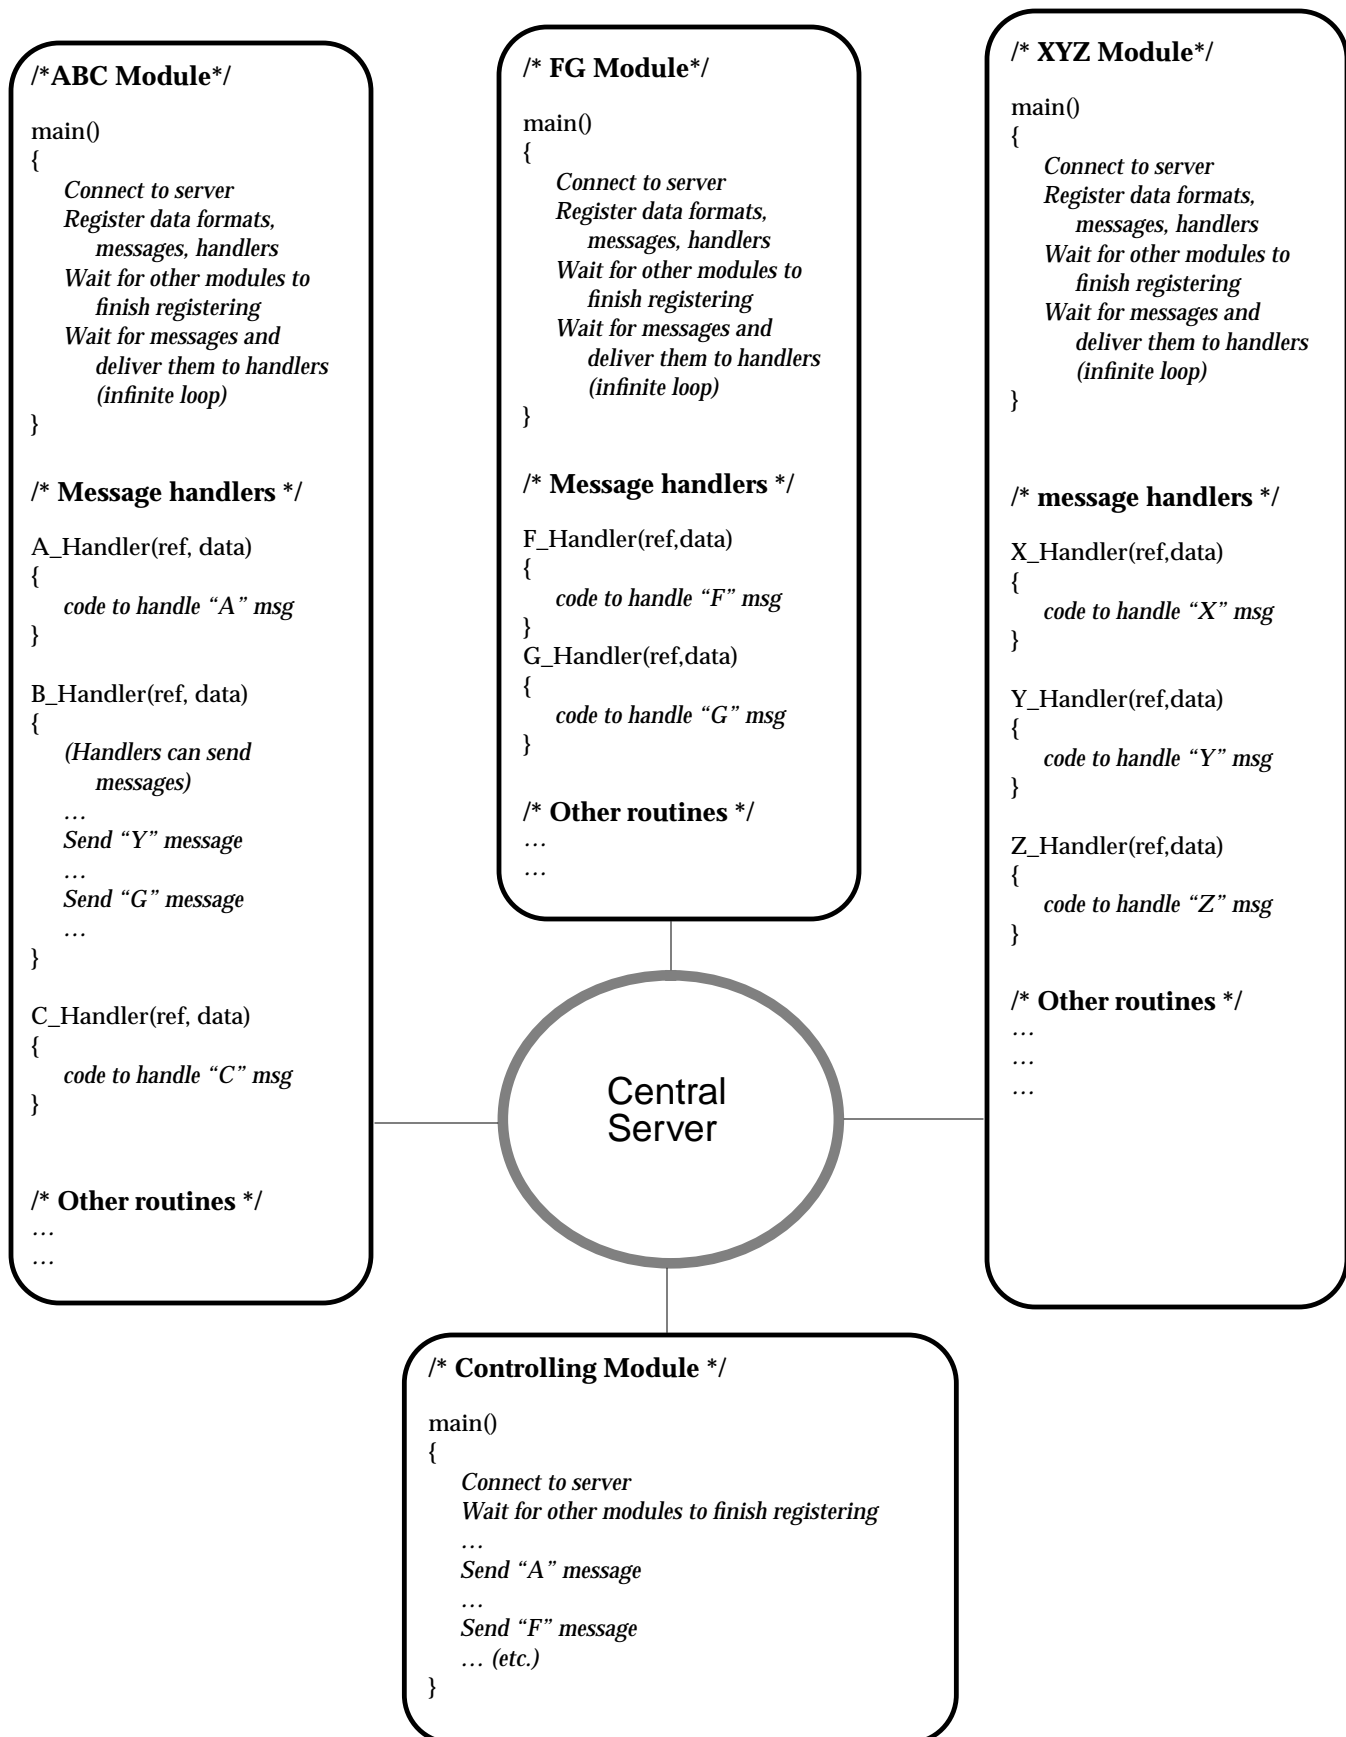 /*ABC Module*/
main()
{
Connect to server
Register data formats,
messages, handlers
Wait for other modules to
finish registering
Wait for messages and
deliver them to handlers
(infinite loop)
}
/* Message handlers */
A_Handler(ref, data)
{
code to handle “A” msg
}
B_Handler(ref, data)
{
(Handlers can send
messages)
…
Send “Y” message
…
Send “G” message
…
}
C_Handler(ref, data)
{
code to handle “C” msg
}
/* Other routines */
…
…
/* FG Module*/
main()
{
Connect to server
Register data formats,
messages, handlers
Wait for other modules to
finish registering
Wait for messages and
deliver them to handlers
(infinite loop)
}
/* Message handlers */
F_Handler(ref,data)
{
code to handle “F” msg
}
G_Handler(ref,data)
{
code to handle “G” msg
}
/* Other routines */
…
…
/* XYZ Module*/
main()
{
Connect to server
Register data formats,
messages, handlers
Wait for other modules to
finish registering
Wait for messages and
deliver them to handlers
(infinite loop)
}
/* message handlers */
X_Handler(ref,data)
{
code to handle “X” msg
}
Y_Handler(ref,data)
{
code to handle “Y” msg
}
Z_Handler(ref,data)
{
code to handle “Z” msg
}
/* Other routines */
…
…
…
Central
Server
/* Controlling Module */
main()
{
Connect to server
Wait for other modules to finish registering
…
Send “A” message
…
Send “F” message
… (etc.)
}